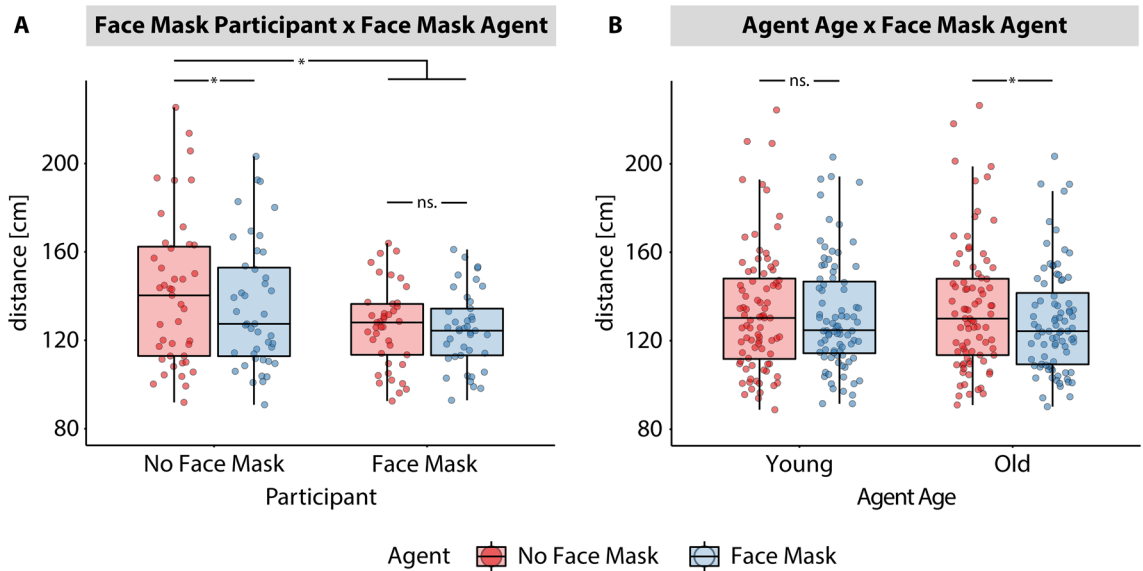 A
Face Mask Participant x Face Mask Agent
*
*
ns.
distance [cm]
200
160
120
80
No Face Mask
Face Mask
Participant
B
Agent Age x Face Mask Agent
ns.
*
distance [cm]
200
160
120
80
Young
Old
Agent Age
Agent
No Face Mask
Face Mask